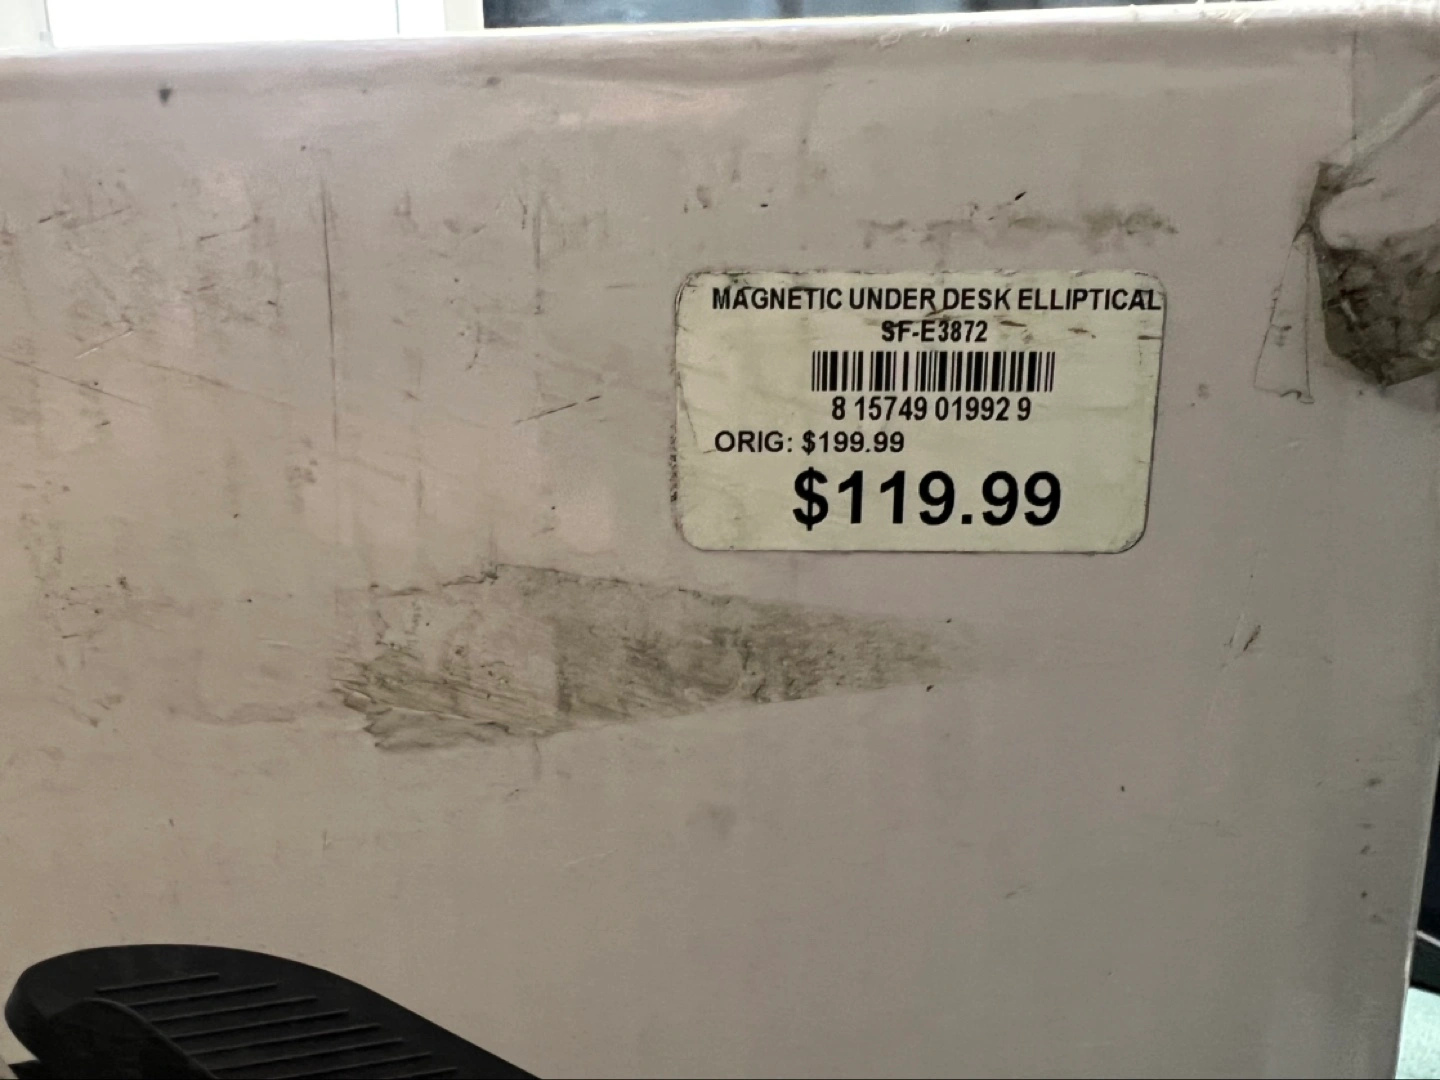 MAGNETIC UNDER DESK ELLIPTICAL
SF-E3872
8 15749 01992 9
ORIG: $199.99
$119.99